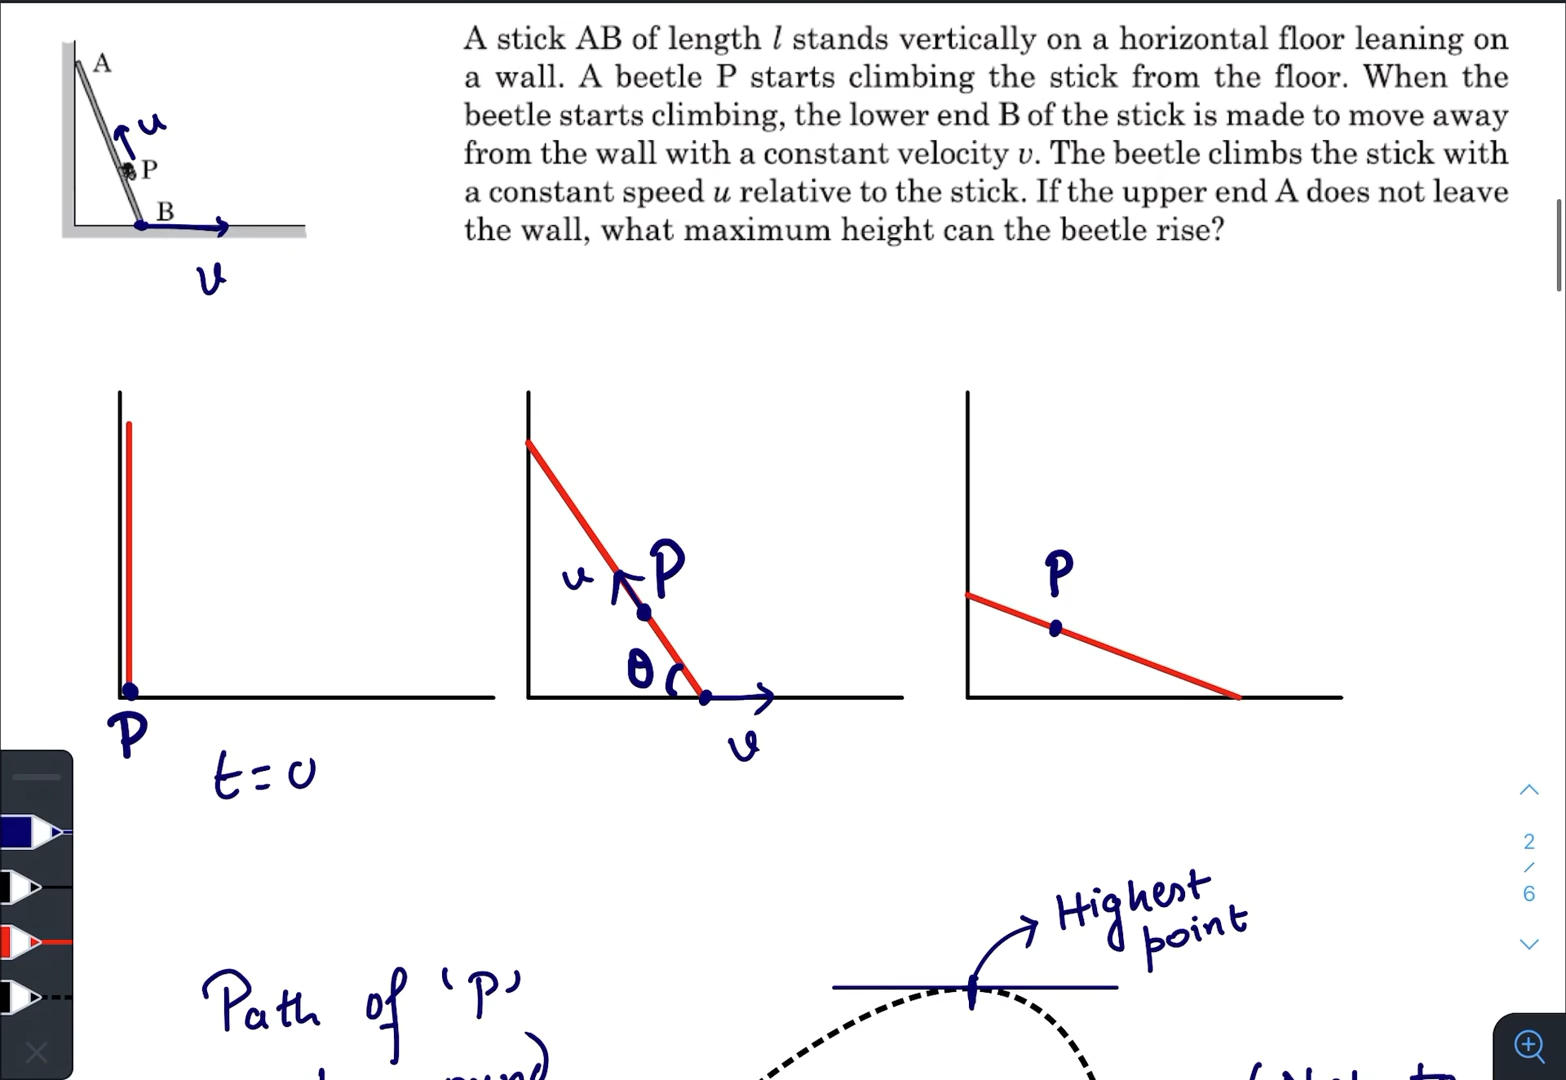 A
u
P
B
v
A stick AB of length l stands vertically on a horizontal floor leaning on
a wall. A beetle P starts climbing the stick from the floor. When the
beetle starts climbing, the lower end B of the stick is made to move away
from the wall with a constant velocity v. The beetle climbs the stick with
a constant speed u relative to the stick. If the upper end A does not leave
the wall, what maximum height can the beetle rise?
P
t=0
u P
θ
v
P
2
/
6
Highest
point
Path of 'P'